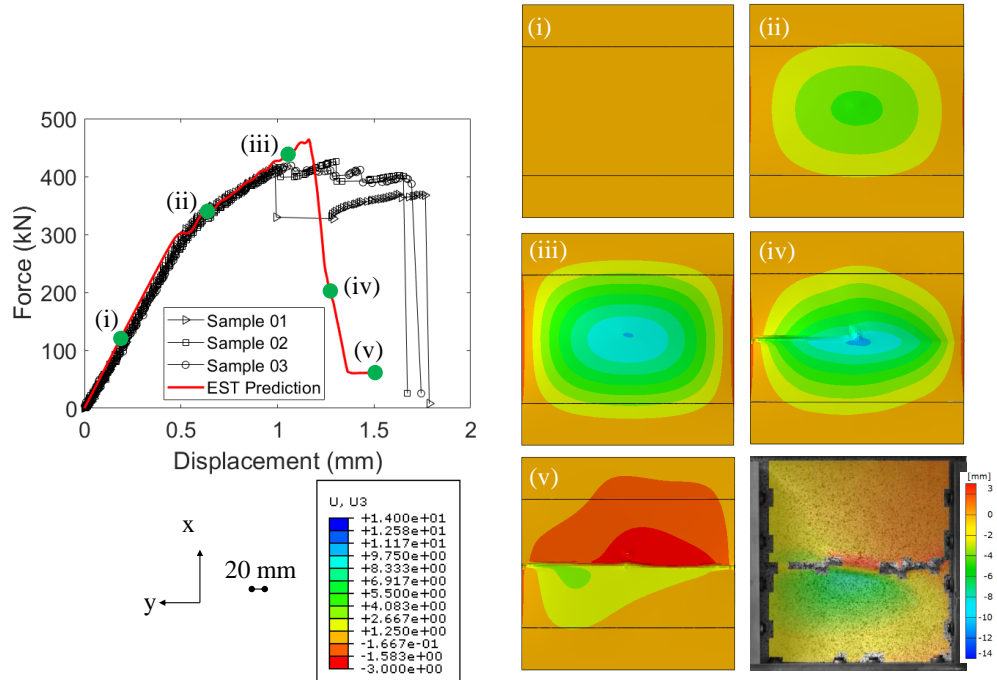 500
400
300
200
100
0
Force (kN)
0
0.5
1
1.5
2
Displacement (mm)
(i)
(ii)
(iii)
(iv)
(v)
Sample 01
Sample 02
Sample 03
EST Prediction
x
y
20 mm
U, U3
+1.400e+01
+1.258e+01
+1.117e+01
+9.750e+00
+8.333e+00
+6.917e+00
+5.500e+00
+4.083e+00
+2.667e+00
+1.250e+00
-1.667e-01
-1.583e+00
-3.000e+00
(i)
(ii)
(iii)
(iv)
(v)
[mm]
3
0
-2
-4
-6
-8
-10
-12
-14